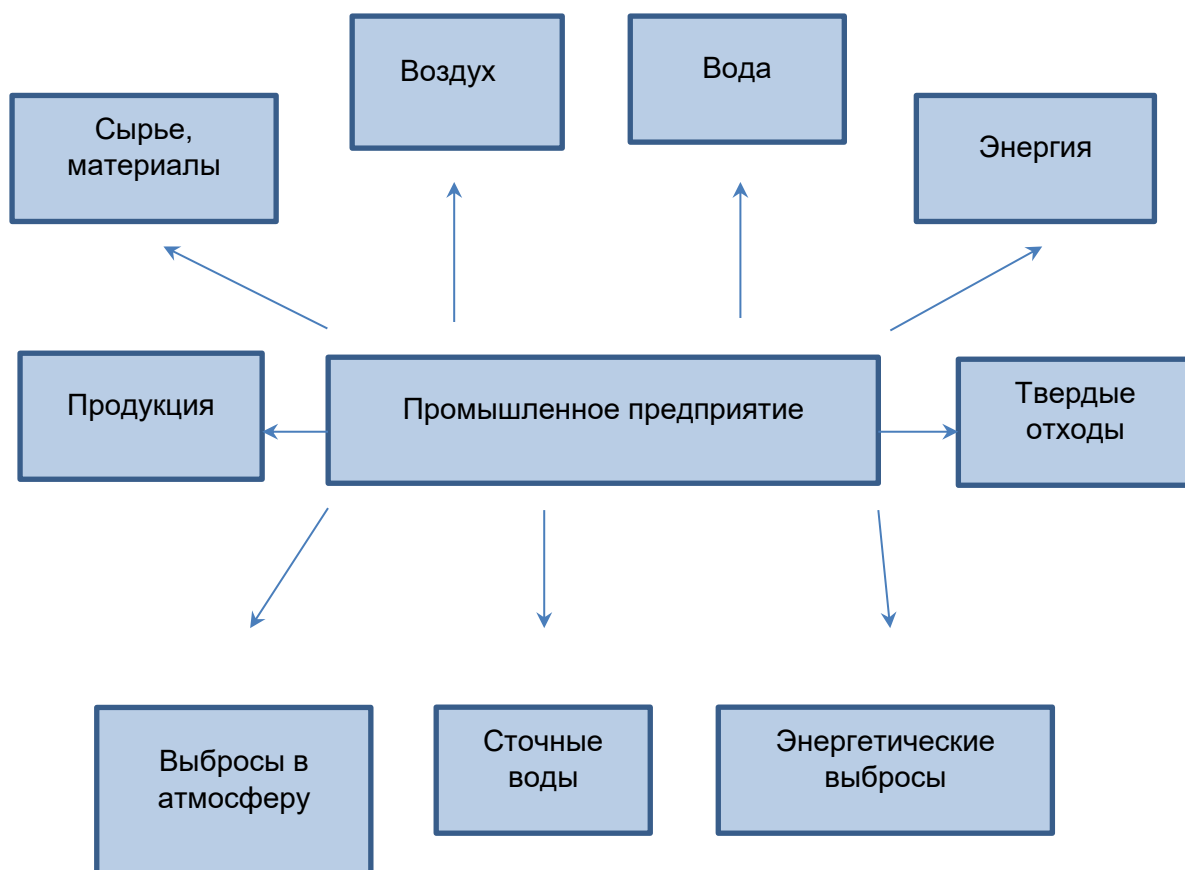 Воздух
Вода
Сырье,
материалы
Энергия
Продукция
Промышленное предприятие
Твердые
отходы
Выбросы в
атмосферу
Сточные
воды
Энергетические
выбросы